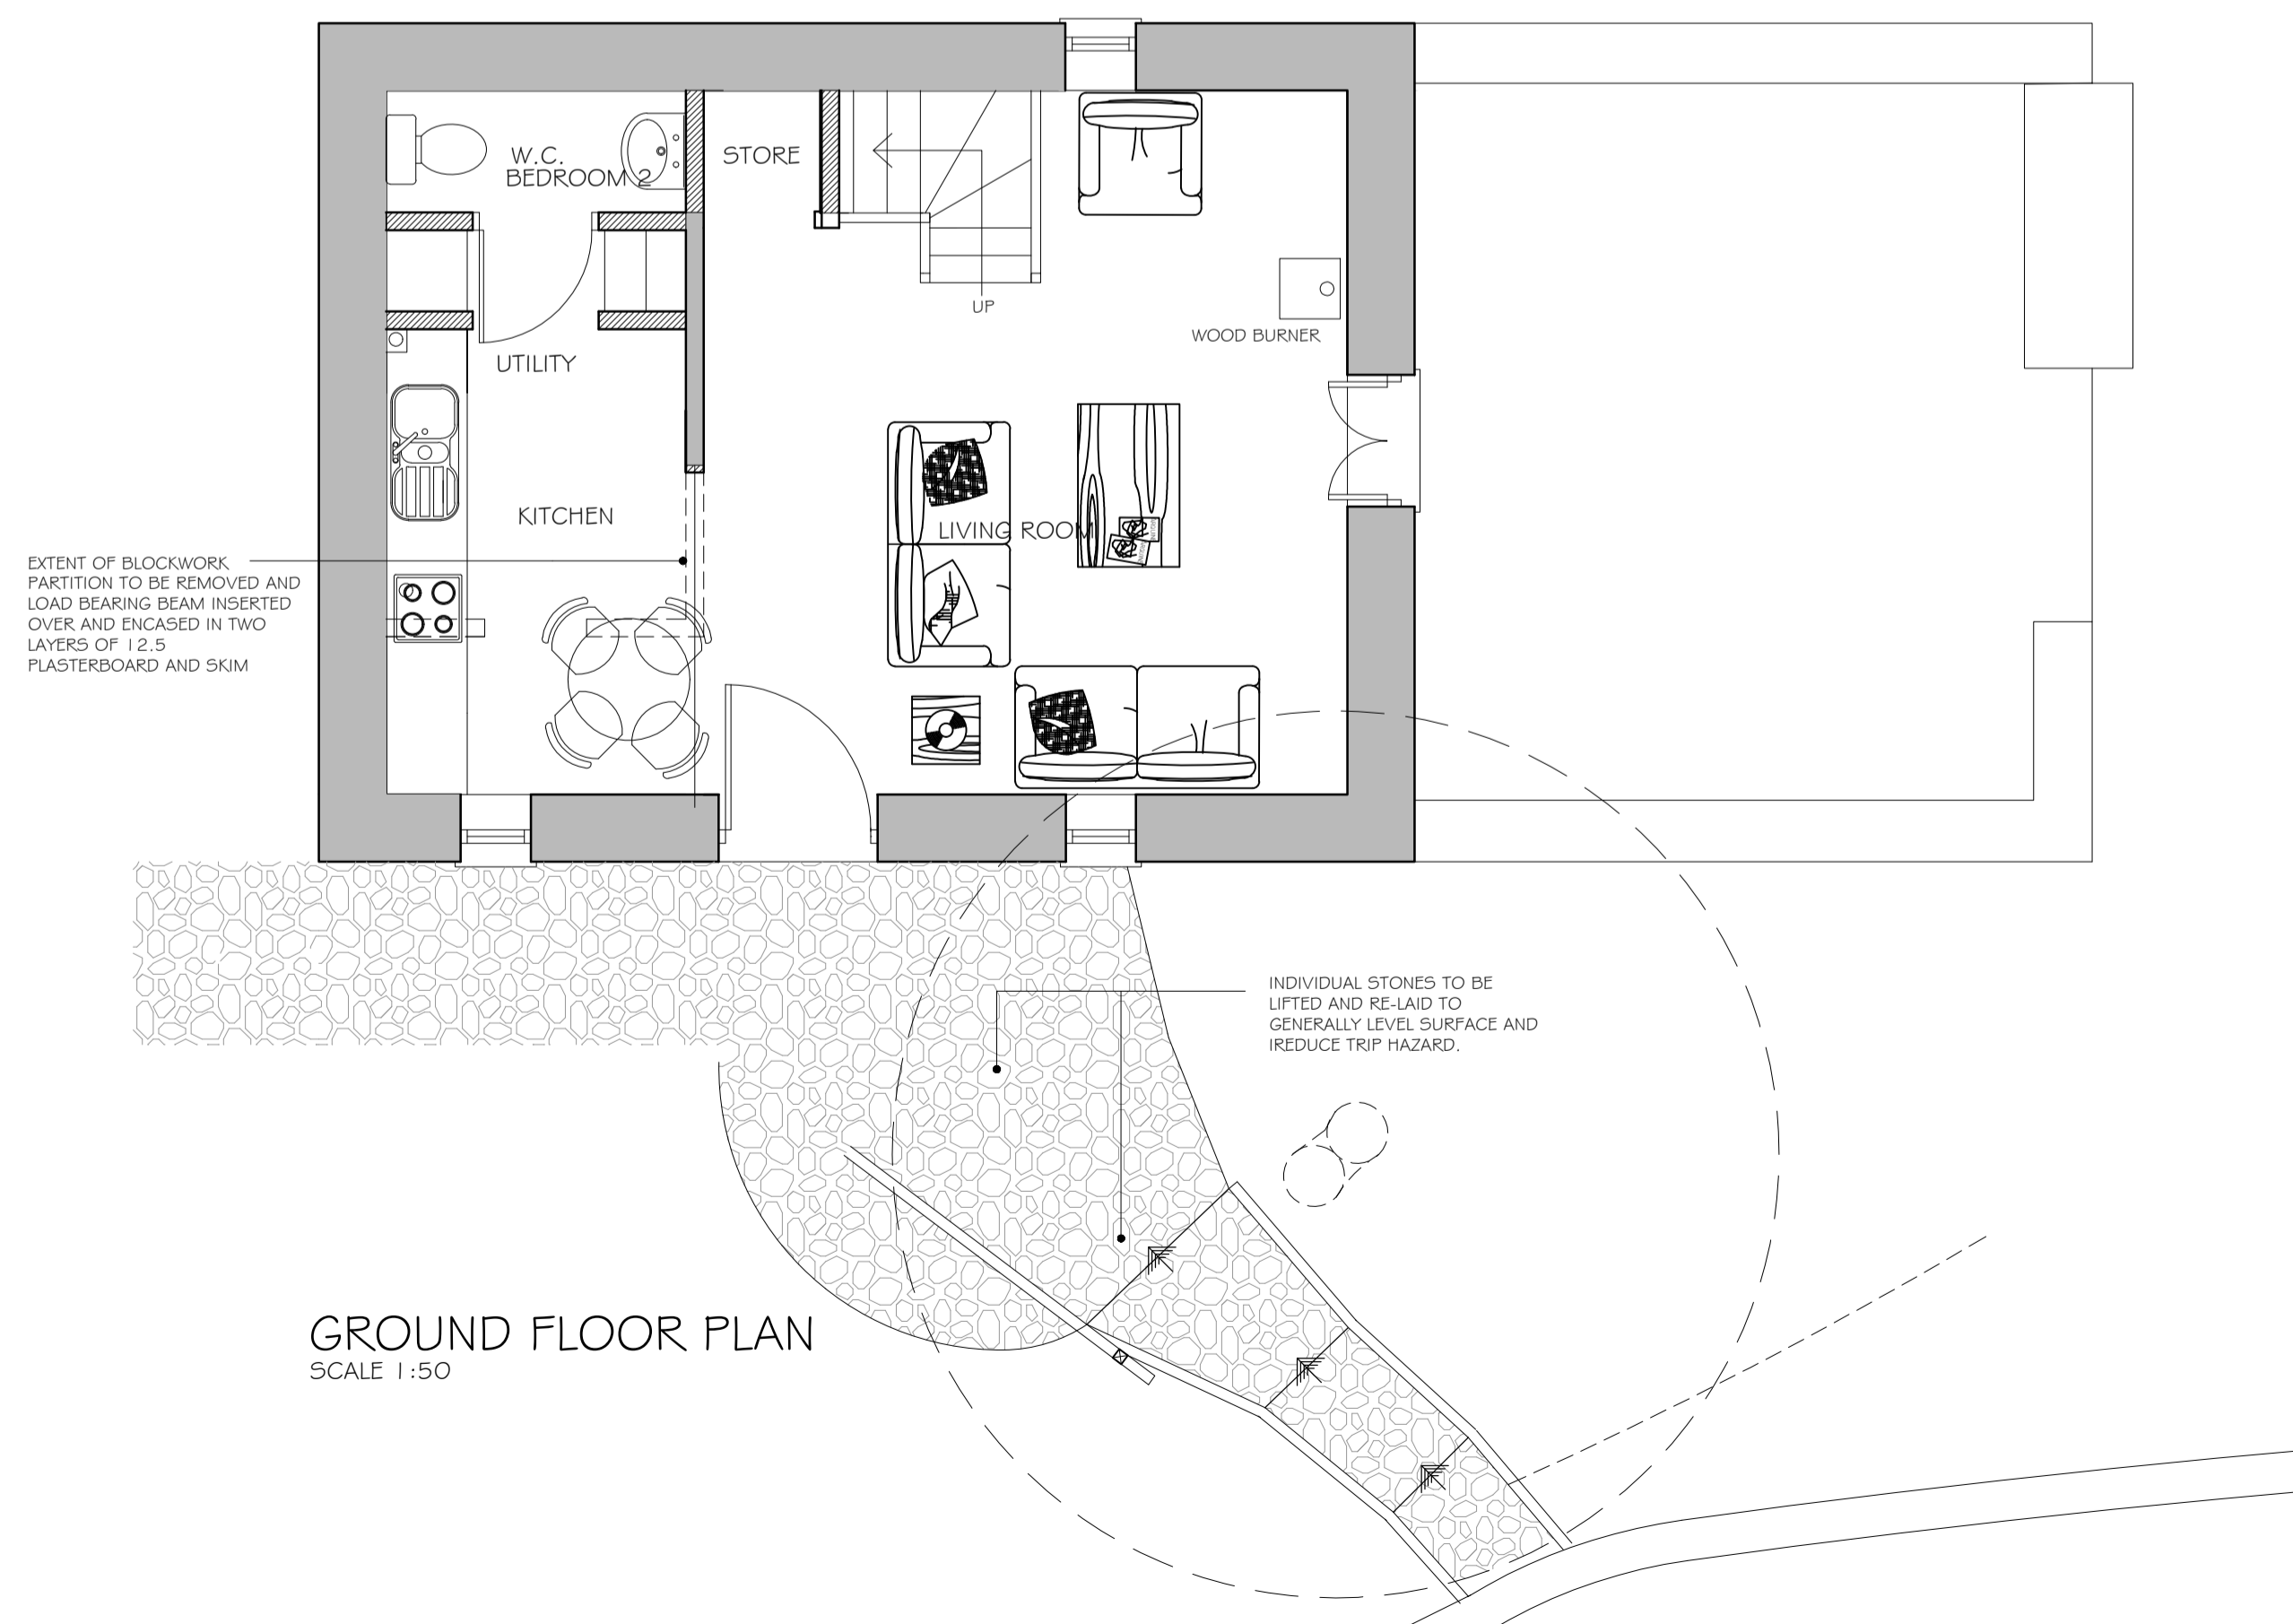 W.C.
BEDROOM 2
STORE
UP
WOOD BURNER
UTILITY
KITCHEN
LIVING ROOM
EXTENT OF BLOCKWORK
PARTITION TO BE REMOVED AND
LOAD BEARING BEAM INSERTED
OVER AND ENCASED IN TWO
LAYERS OF 12.5
PLASTERBOARD AND SKIM
INDIVIDUAL STONES TO BE
LIFTED AND RE-LAID TO
GENERALLY LEVEL SURFACE AND
IREDUCE TRIP HAZARD.
GROUND FLOOR PLAN
SCALE 1:50